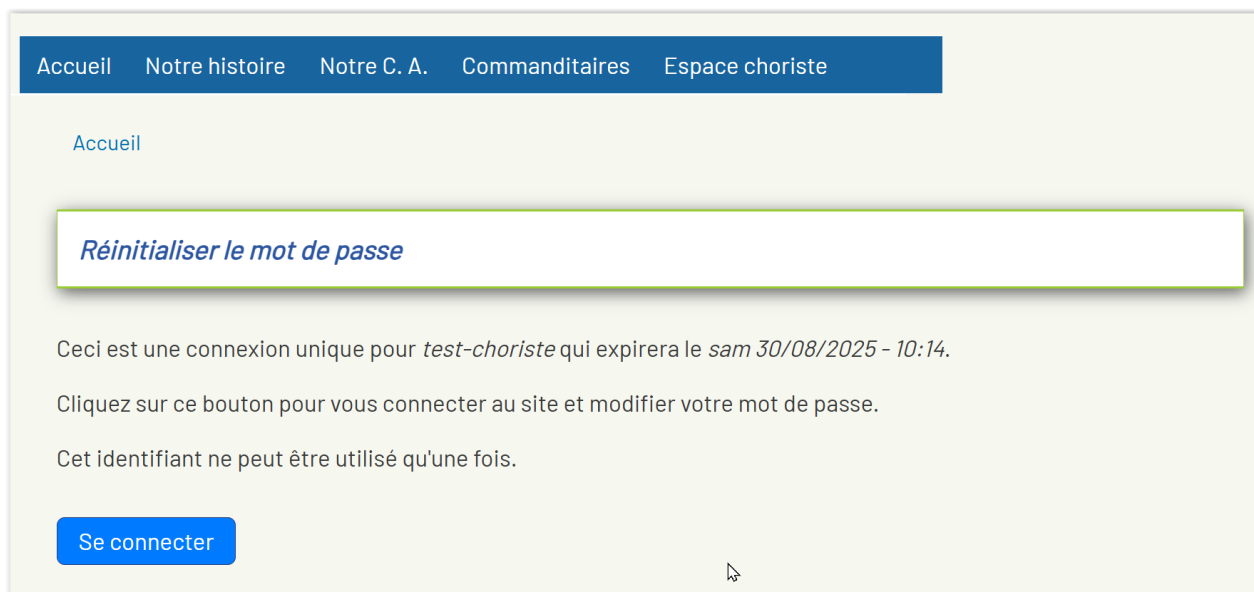 Accueil Notre histoire Notre C. A. Commanditaires Espace choriste
Accueil
Réinitialiser le mot de passe
Ceci est une connexion unique pour test-choriste qui expirera le sam 30/08/2025 - 10:14.
Cliquez sur ce bouton pour vous connecter au site et modifier votre mot de passe.
Cet identifiant ne peut être utilisé qu'une fois.
Se connecter